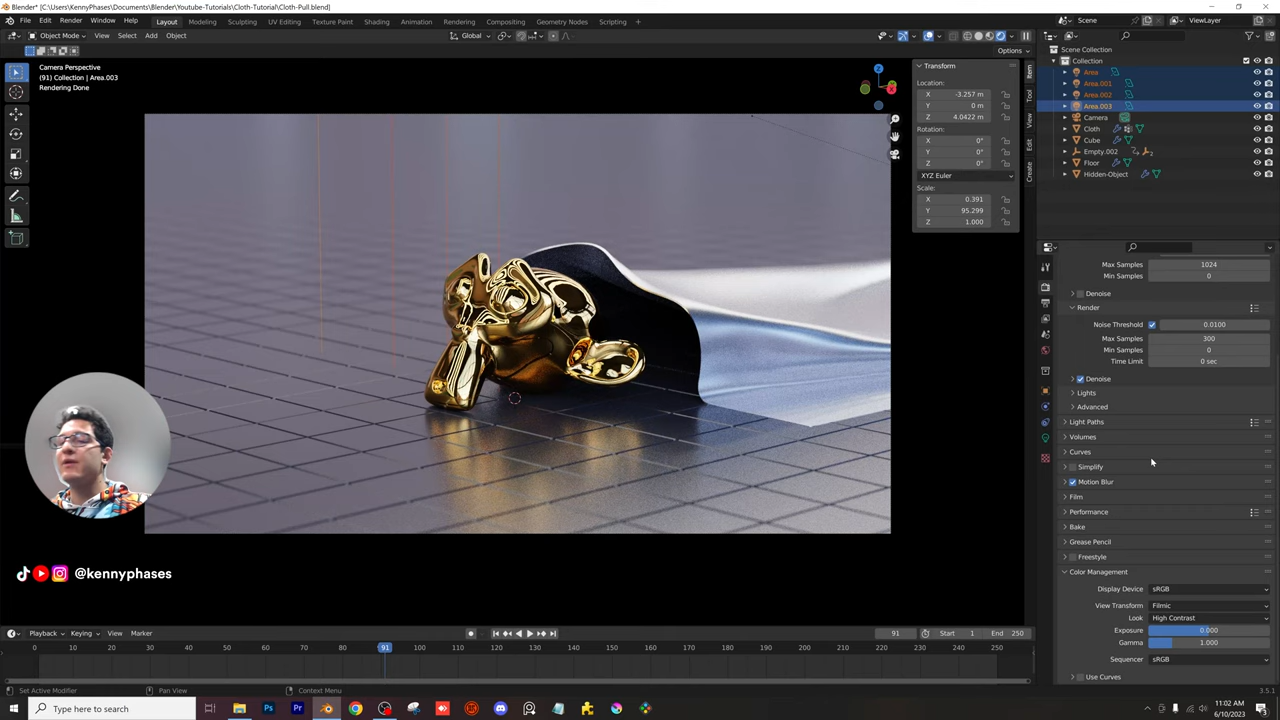 Blender* [C:\Users\KennyPhases\Documents\Blender\Youtube-Tutorials\Cloth-Tutorial\Cloth-Pull.blend]
File Edit Render Window Help Layout Modeling Sculpting UV Editing Texture Paint Shading Animation Rendering Compositing Geometry Nodes Scripting + Scene ViewLayer
Object Mode View Select Add Object Global
Options
Camera Perspective
(91) Collection | Area.003
Rendering Done
Transform
Location:
X -3.257 m
Y 0 m
Z 4.0422 m
Rotation:
X 0°
Y 0°
Z 0°
XYZ Euler
Scale:
X 0.391
Y 95.299
Z 1.000
Item
Tool
View
Edit
Create
Z
Scene Collection
Collection
Area
Area.001
Area.002
Area.003
Camera
Cloth
Cube
Empty.002
2
Floor
Hidden-Object
Max Samples 1024
Min Samples 0
Denoise
Render
Noise Threshold 0.0100
Max Samples 300
Min Samples 0
Time Limit 0 sec
Denoise
Lights
Advanced
Light Paths
Volumes
Curves
Simplify
Motion Blur
Film
Performance
Bake
Grease Pencil
Freestyle
Color Management
Display Device sRGB
View Transform Filmic
Look High Contrast
Exposure 0.000
Gamma 1.000
Sequencer sRGB
Use Curves
@kennyphases
Playback Keying View Marker 91 Start 1 End 250
0 10 20 30 40 50 60 70 80 91 100 110 120 130 140 150 160 170 180 190 200 210 220 230 240 250
Set Active Modifier Pan View Context Menu 3.5.1
Type here to search
11:02 AM
6/10/2023